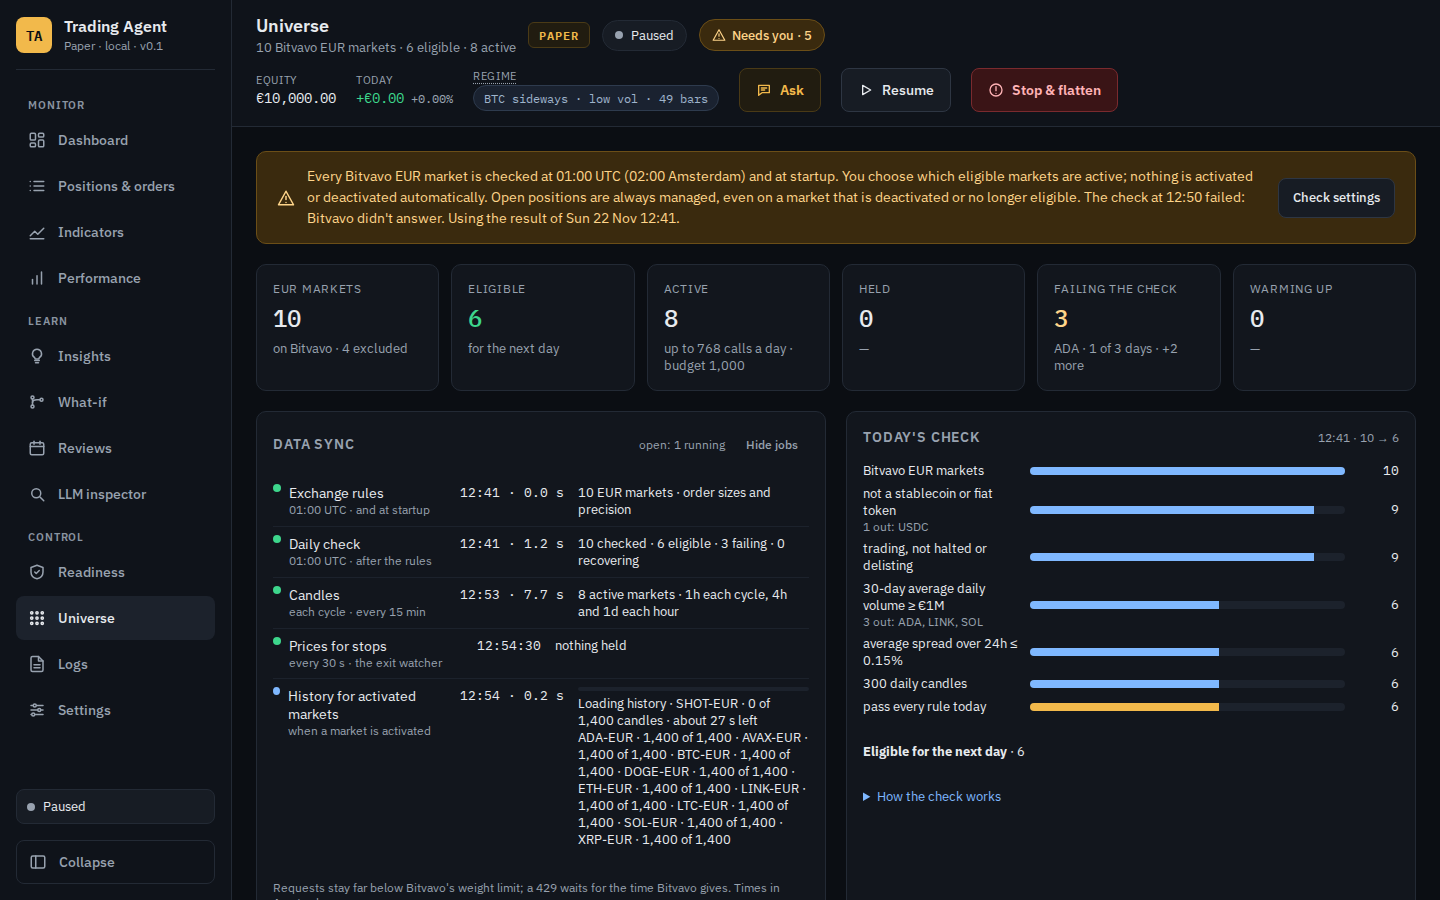 TA
Trading Agent
Paper · local · v0.1
MONITOR
Dashboard
Positions & orders
Indicators
Performance
LEARN
Insights
What-if
Reviews
LLM inspector
CONTROL
Readiness
Universe
Logs
Settings
Paused
Collapse
Universe
10 Bitvavo EUR markets · 6 eligible · 8 active
PAPER
Paused
Needs you · 5
EQUITY
€10,000.00
TODAY
+€0.00 +0.00%
REGIME
BTC sideways · low vol · 49 bars
Ask
Resume
Stop & flatten
Every Bitvavo EUR market is checked at 01:00 UTC (02:00 Amsterdam) and at startup. You choose which eligible markets are active; nothing is activated
or deactivated automatically. Open positions are always managed, even on a market that is deactivated or no longer eligible. The check at 12:50 failed:
Bitvavo didn't answer. Using the result of Sun 22 Nov 12:41.
Check settings
EUR MARKETS
10
on Bitvavo · 4 excluded
ELIGIBLE
6
for the next day
ACTIVE
8
up to 768 calls a day ·
budget 1,000
HELD
0
—
FAILING THE CHECK
3
ADA · 1 of 3 days · +2
more
WARMING UP
0
—
DATA SYNC
open: 1 running
Hide jobs
Exchange rules
01:00 UTC · and at startup
12:41 · 0.0 s
10 EUR markets · order sizes and
precision
Daily check
01:00 UTC · after the rules
12:41 · 1.2 s
10 checked · 6 eligible · 3 failing · 0
recovering
Candles
each cycle · every 15 min
12:53 · 7.7 s
8 active markets · 1h each cycle, 4h
and 1d each hour
Prices for stops
every 30 s · the exit watcher
12:54:30
nothing held
History for activated
markets
when a market is activated
12:54 · 0.2 s
Loading history · SHOT-EUR · 0 of
1,400 candles · about 27 s left
ADA-EUR · 1,400 of 1,400 · AVAX-EUR ·
1,400 of 1,400 · BTC-EUR · 1,400 of
1,400 · DOGE-EUR · 1,400 of 1,400 ·
ETH-EUR · 1,400 of 1,400 · LINK-EUR ·
1,400 of 1,400 · LTC-EUR · 1,400 of
1,400 · SOL-EUR · 1,400 of 1,400 ·
XRP-EUR · 1,400 of 1,400
Requests stay far below Bitvavo's weight limit; a 429 waits for the time Bitvavo gives. Times in
TODAY'S CHECK
12:41 · 10 → 6
Bitvavo EUR markets
10
not a stablecoin or fiat
token
1 out: USDC
9
trading, not halted or
delisting
9
30-day average daily
volume ≥ €1M
3 out: ADA, LINK, SOL
6
average spread over 24h ≤
0.15%
6
300 daily candles
6
pass every rule today
6
Eligible for the next day · 6
How the check works